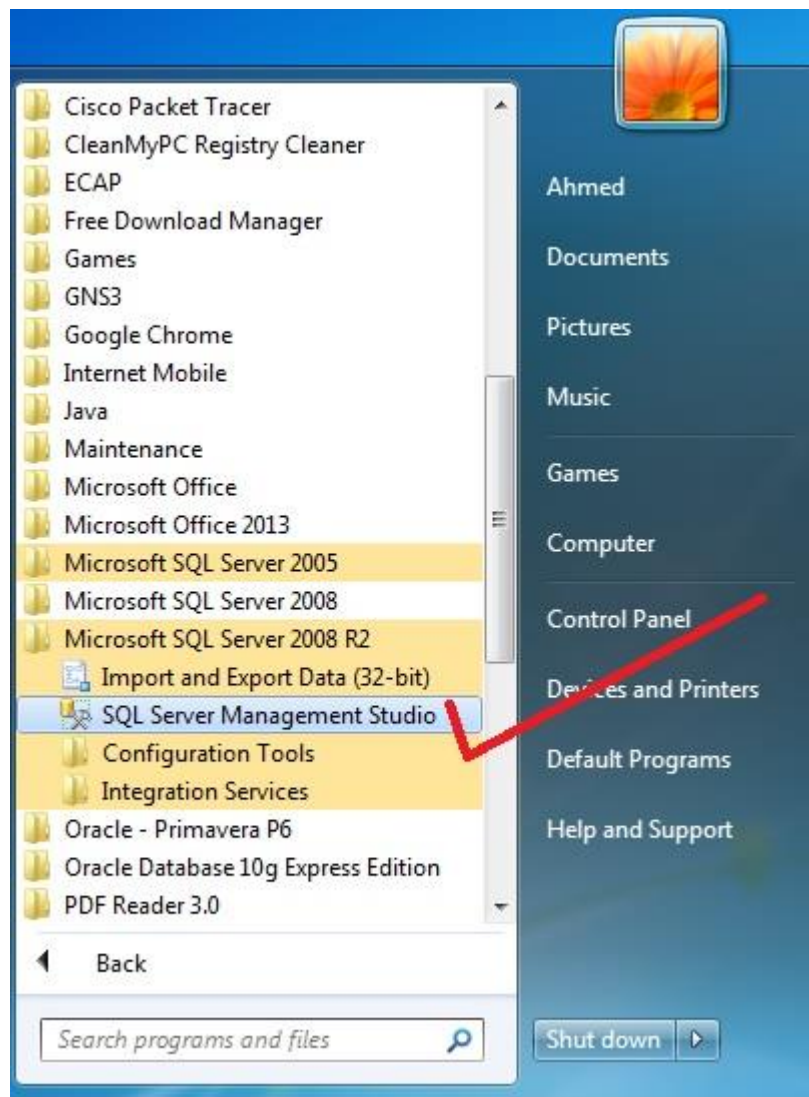 Cisco Packet Tracer
CleanMyPC Registry Cleaner
ECAP
Free Download Manager
Games
GNS3
Google Chrome
Internet Mobile
Java
Maintenance
Microsoft Office
Microsoft Office 2013
Microsoft SQL Server 2005
Microsoft SQL Server 2008
Microsoft SQL Server 2008 R2
Import and Export Data (32-bit)
SQL Server Management Studio
Configuration Tools
Integration Services
Oracle - Primavera P6
Oracle Database 10g Express Edition
PDF Reader 3.0
Back
Search programs and files
Ahmed
Documents
Pictures
Music
Games
Computer
Control Panel
Devices and Printers
Default Programs
Help and Support
Shut down